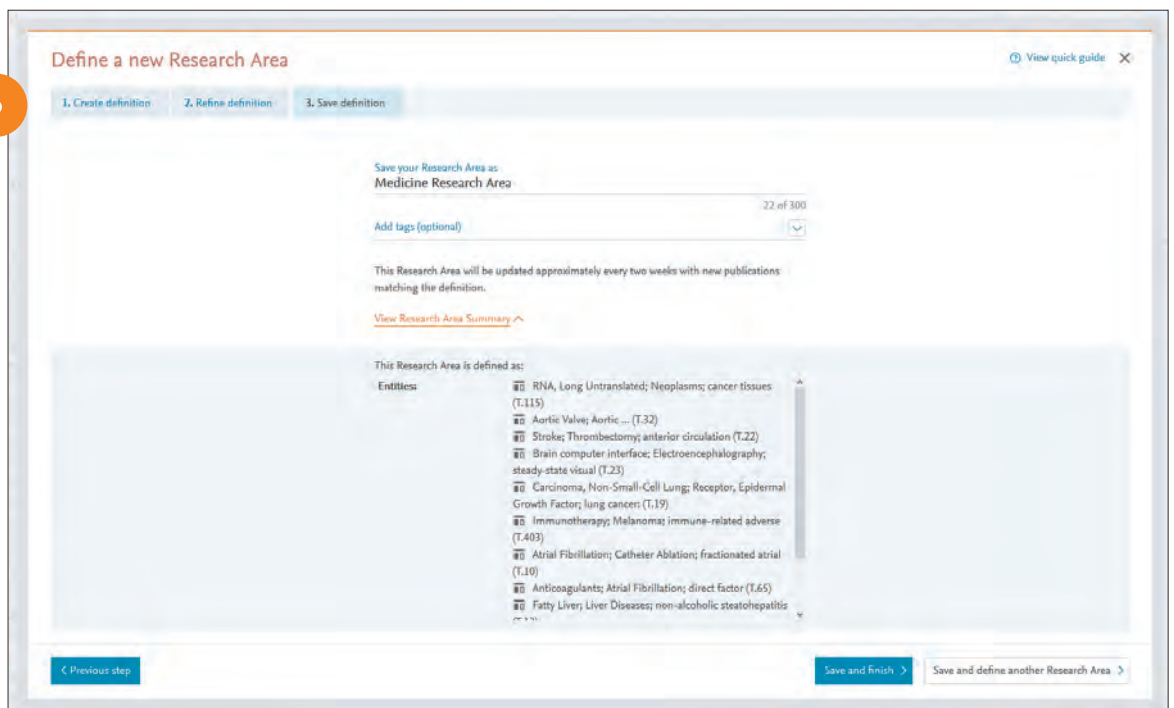 Define a new Research Area
View quick guide
1. Create definition 2. Refine definition 3. Save definition
Save your Research Area as
Medicine Research Area
22 of 300
Add tags (optional)
This Research Area will be updated approximately every two weeks with new publications
matching the definition.
View Research Area Summary
This Research Area is defined as:
Entities: RNA, Long Untranslated; Neoplasms; cancer tissues
(T.115)
Aortic Valve; Aortic ... (T.32)
Stroke; Thrombectomy; anterior circulation (T.22)
Brain computer interface; Electroencephalography;
steady-state visual (T.23)
Carcinoma, Non-Small-Cell Lung; Receptor, Epidermal
Growth Factor; lung cancer: (T.19)
Immunotherapy; Melanoma; immune-related adverse
(T.403)
Atrial Fibrillation; Catheter Ablation; fractionated atrial
(T.10)
Anticoagulants; Atrial Fibrillation; direct factor (T.65)
Fatty Liver; Liver Diseases; non-alcoholic steatohepatitis
Previous step
Save and finish
Save and define another Research Area